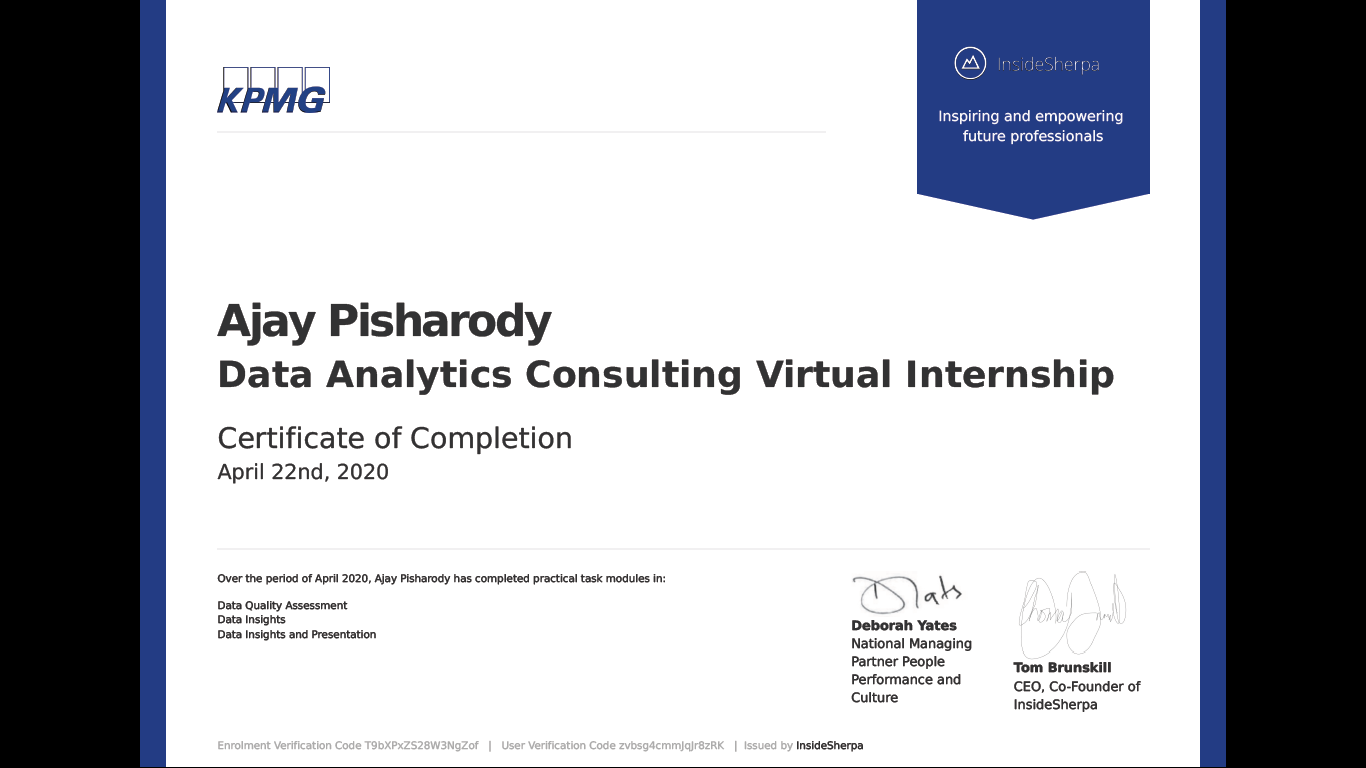 KPMG
InsideSherpa
Inspiring and empowering
future professionals
Ajay Pisharody
Data Analytics Consulting Virtual Internship
Certificate of Completion
April 22nd, 2020
Over the period of April 2020, Ajay Pisharody has completed practical task modules in:
Data Quality Assessment
Data Insights
Data Insights and Presentation
Deborah Yates
National Managing
Partner People
Performance and
Culture
Tom Brunskill
CEO, Co-Founder of
InsideSherpa
Enrolment Verification Code T9bXPxZS28W3NgZof | User Verification Code zvbsg4cmmJqJr8zRK | Issued by InsideSherpa